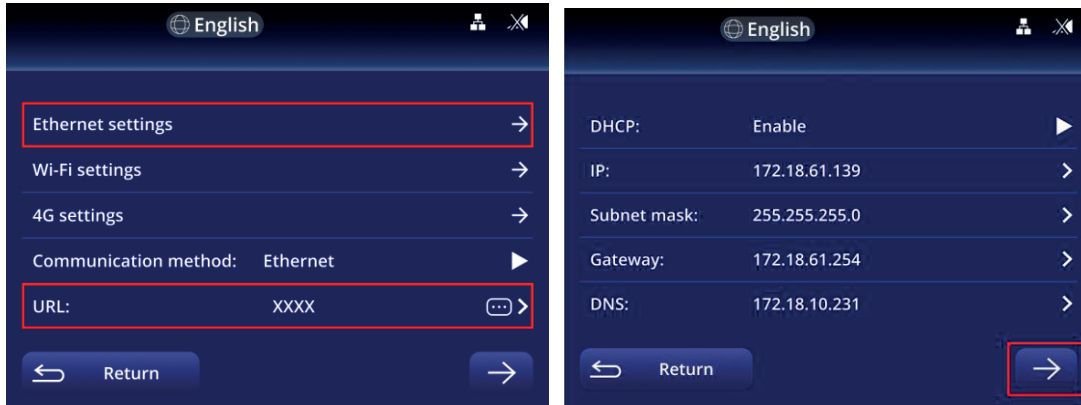 English
Ethernet settings
Wi-Fi settings
4G settings
Communication method: Ethernet
URL: XXXX
Return
English
DHCP: Enable
IP: 172.18.61.139
Subnet mask: 255.255.255.0
Gateway: 172.18.61.254
DNS: 172.18.10.231
Return